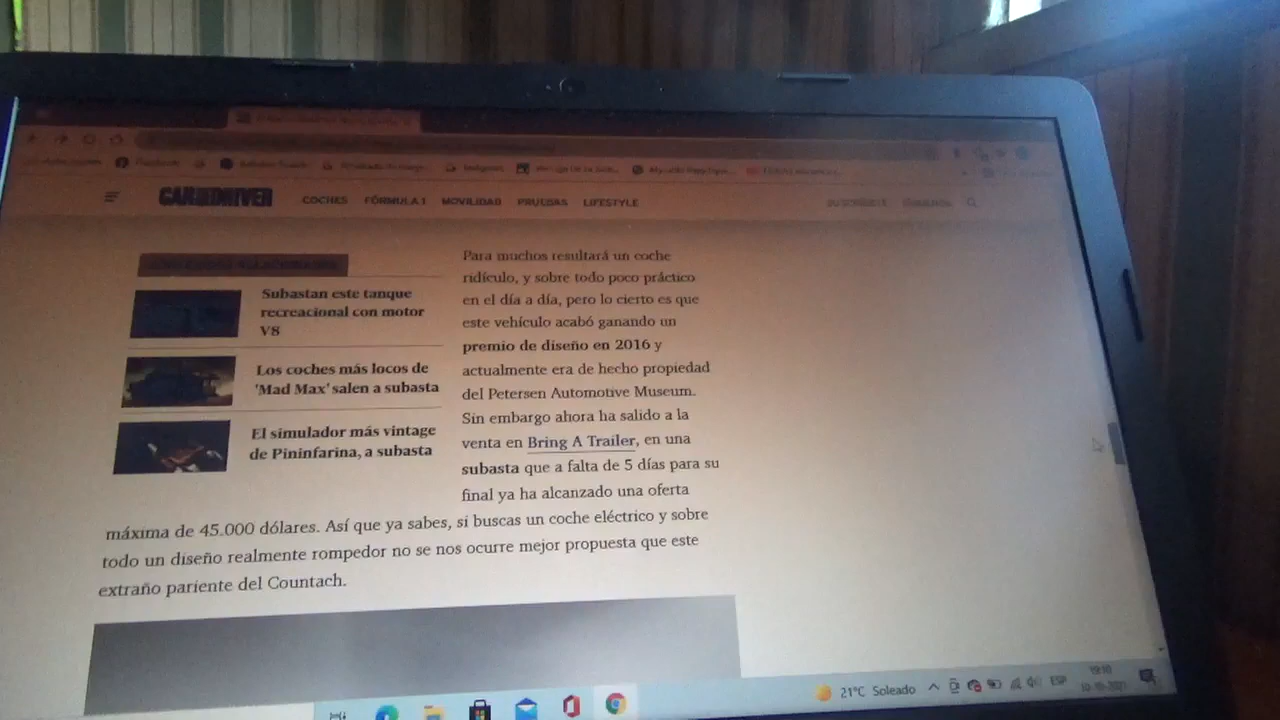 Facebook
Instagram
CAR AND DRIVER
COCHES FÓRMULA 1 MOVILIDAD PRUEBAS LIFESTYLE
Subastan este tanque
recreacional con motor
V8
Los coches más locos de
'Mad Max' salen a subasta
El simulador más vintage
de Pininfarina, a subasta
Para muchos resultará un coche
ridículo, y sobre todo poco práctico
en el día a día, pero lo cierto es que
este vehículo acabó ganando un
premio de diseño en 2016 y
actualmente era de hecho propiedad
del Petersen Automotive Museum.
Sin embargo ahora ha salido a la
venta en Bring A Trailer, en una
subasta que a falta de 5 días para su
final ya ha alcanzado una oferta
máxima de 45.000 dólares. Así que ya sabes, si buscas un coche eléctrico y sobre
todo un diseño realmente rompedor no se nos ocurre mejor propuesta que este
extraño pariente del Countach.
21°C Soleado
ESP
19:10